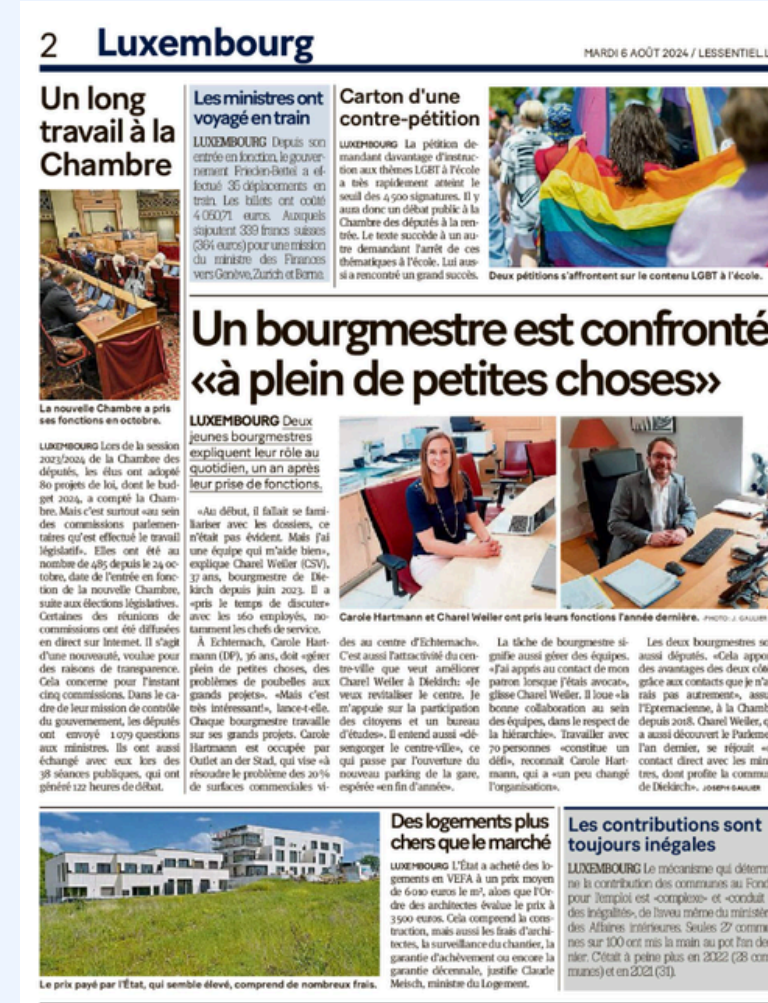 2 Luxembourg
MARDI 6 AOÛT 2024 / LESSENTIEL.L
Un long
travail à la
Chambre
La nouvelle Chambre a pris
ses fonctions en octobre.
LUXEMBOURG Lors de la session
2023/2024 de la Chambre des
députés, les élus ont adopté
80 projets de loi, dont le bud-
get 2024, a compté la Cham-
bre. Mais c'est surtout «au sein
des commissions parlemen-
taires qu'est effectué le travail
législatif». Elles ont été au
nombre de 485 depuis le 24 oc-
tobre, date de l'entrée en fonc-
tion de la nouvelle Chambre,
suite aux élections législatives.
Certaines des réunions de
commissions ont été diffusées
en direct sur Internet. Il s'agit
d'une nouveauté, voulue pour
des raisons de transparence.
Cela concerne pour l'instant
cinq commissions. Dans le ca-
dre de leur mission de contrôle
du gouvernement, les députés
ont envoyé 1 079 questions
aux ministres. Ils ont aussi
échangé avec eux lors des
38 séances publiques, qui ont
généré 122 heures de débat.
Les ministres ont
voyagé en train
LUXEMBOURG Depuis son
entrée en fonction, le gouver-
nement Frieden-Bettel a ef-
fectué 35 déplacements en
train. Les billets ont coûté
4 060,71 euros. Auxquels
s'ajoutent 339 francs suisses
(364 euros) pour une mission
du ministre des Finances
vers Genève, Zurich et Berne.
Carton d'une
contre-pétition
LUXEMBOURG La pétition de-
mandant davantage d'instruc-
tion aux thèmes LGBT à l'école
a très rapidement atteint le
seuil des 4 500 signatures. Il y
aura donc un débat public à la
Chambre des députés à la ren-
trée. Le texte succède à un au-
tre demandant l'arrêt de ces
thématiques à l'école. Lui aus-
si a rencontré un grand succès.
Deux pétitions s'affrontent sur le contenu LGBT à l'école.
Un bourgmestre est confronté
«à plein de petites choses»
LUXEMBOURG Deux
jeunes bourgmestres
expliquent leur rôle au
quotidien, un an après
leur prise de fonctions.
«Au début, il fallait se fami-
liariser avec les dossiers, ce
n'était pas évident. Mais j'ai
une équipe qui m'aide bien»,
explique Charel Weiler (CSV),
37 ans, bourgmestre de Die-
kirch depuis juin 2023. Il a
«pris le temps de discuter»
avec les 160 employés, no-
tamment les chefs de service.
À Echternach, Carole Hart-
mann (DP), 36 ans, doit «gérer
plein de petites choses, des
problèmes de poubelles aux
grands projets». «Mais c'est
très intéressant!», lance-t-elle.
Chaque bourgmestre travaille
sur ses grands projets. Carole
Hartmann est occupée par
Outlet an der Stad, qui vise «à
résoudre le problème des 20 %
de surfaces commerciales vi-
Carole Hartmann et Charel Weiler ont pris leurs fonctions l'année dernière. PHOTO: J. GAULIER
des au centre d'Echternach».
C'est aussi l'attractivité du cen-
tre-ville que veut améliorer
Charel Weiler à Diekirch: «Je
veux revitaliser le centre. Je
m'appuie sur la participation
des citoyens et un bureau
d'études». Il entend aussi «dé-
sengorger le centre-ville», ce
qui passe par l'ouverture du
nouveau parking de la gare,
espérée «en fin d'année».
La tâche de bourgmestre si-
gnifie aussi gérer des équipes.
«J'ai appris au contact de mon
patron lorsque j'étais avocat»,
glisse Charel Weiler. Il loue «la
bonne collaboration au sein
des équipes, dans le respect de
la hiérarchie». Travailler avec
70 personnes «constitue un
défi», reconnaît Carole Hart-
mann, qui a «un peu changé
l'organisation».
Les deux bourgmestres so
aussi députés. «Cela appo
des avantages des deux côté
grâce aux contacts que je n'a
rais pas autrement», assu
l'Epternacienne, à la Chamb
depuis 2018. Charel Weiler, q
a aussi découvert le Parleme
l'an dernier, se réjouit «
contact direct avec les min
tres, dont profite la commu
de Diekirch». JOSEPH GAULIER
Le prix payé par l'État, qui semble élevé, comprend de nombreux frais.
Des logements plus
chers que le marché
LUXEMBOURG L'État a acheté des lo-
gements en VEFA à un prix moyen
de 6 010 euros le m², alors que l'Or-
dre des architectes évalue le prix à
3 500 euros. Cela comprend la cons-
truction, mais aussi les frais d'archi-
tectes, la surveillance du chantier, la
garantie d'achèvement ou encore la
garantie décennale, justifie Claude
Meisch, ministre du Logement.
Les contributions sont
toujours inégales
LUXEMBOURG Le mécanisme qui déterm
ne la contribution des communes au Fond
pour l'emploi est «complexe» et «conduit
des inégalités», de l'aveu même du ministèr
des Affaires intérieures. Seules 27 commu
nes sur 100 ont mis la main au pot l'an der
nier. C'était à peine plus en 2022 (28 com
munes) et en 2021 (31).